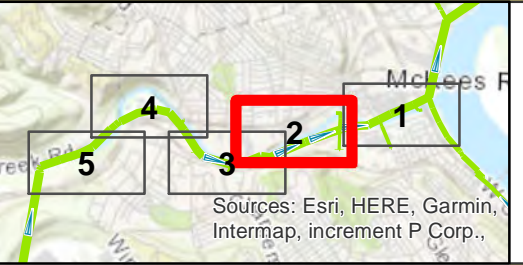 McKees R
4
1
2
5
3
reek Rd
Sources: Esri, HERE, Garmin,
Intermap, increment P Corp.,